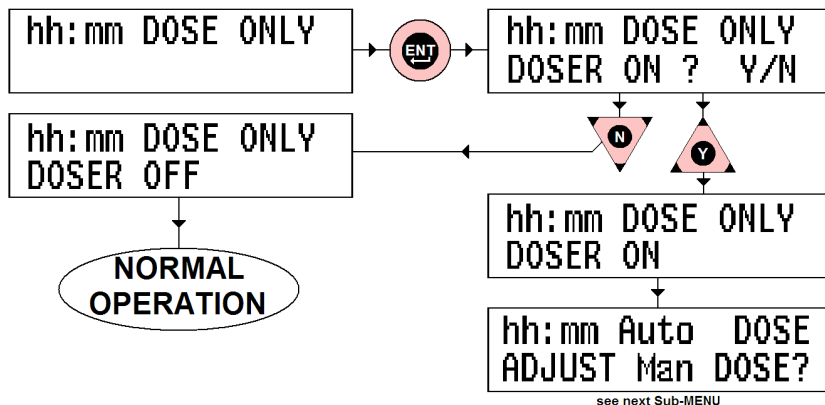 hh:mm DOSE ONLY
ENT
hh:mm DOSE ONLY
DOSER ON ? Y/N
N
Y
hh:mm DOSE ONLY
DOSER OFF
NORMAL
OPERATION
hh:mm DOSE ONLY
DOSER ON
hh:mm Auto DOSE
ADJUST Man DOSE?
see next Sub-MENU